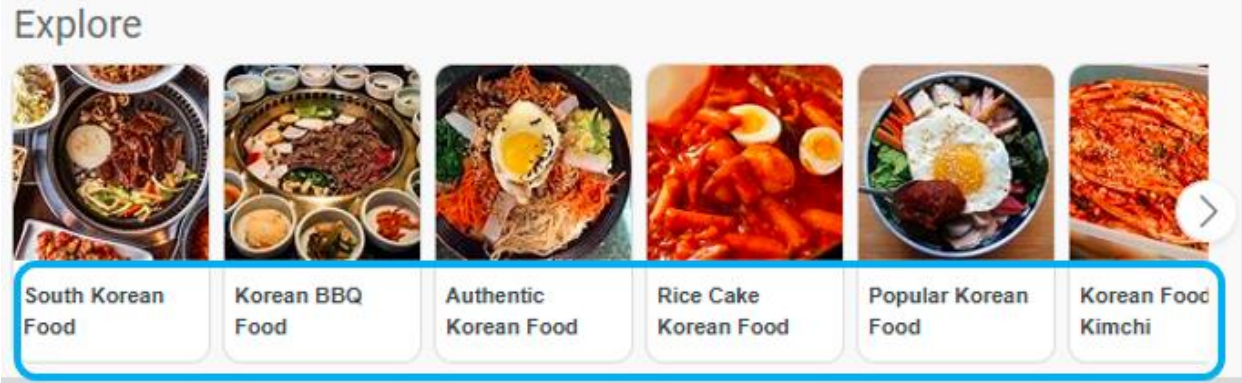 Explore
South Korean
Food
Korean BBQ
Food
Authentic
Korean Food
Rice Cake
Korean Food
Popular Korean
Food
Korean Food
Kimchi